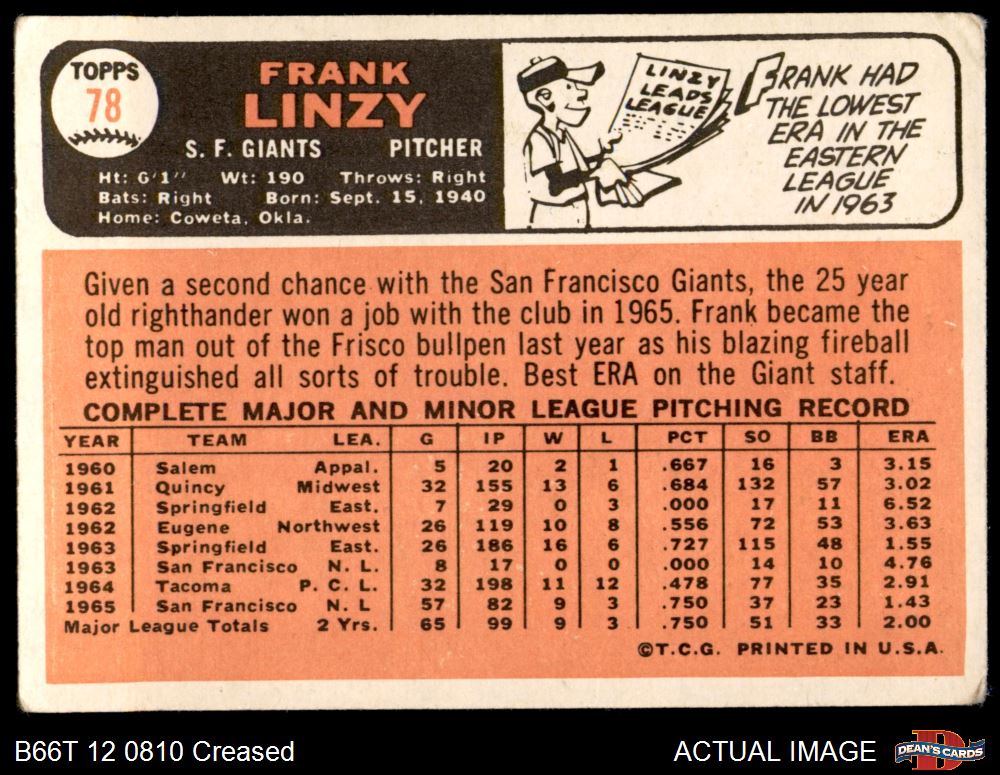 TOPPS
78
FRANK
LINZY
S. F. GIANTS PITCHER
Ht: 6'1" Wt: 190 Throws: Right
Bats: Right Born: Sept. 15, 1940
Home: Coweta, Okla.
LINZY
LEADS
LEAGUE
FRANK HAD
THE LOWEST
ERA IN THE
EASTERN
LEAGUE
IN 1963
Given a second chance with the San Francisco Giants, the 25 year
old righthander won a job with the club in 1965. Frank became the
top man out of the Frisco bullpen last year as his blazing fireball
extinguished all sorts of trouble. Best ERA on the Giant staff.
COMPLETE MAJOR AND MINOR LEAGUE PITCHING RECORD
YEAR TEAM LEA. G IP W L PCT SO BB ERA
1960 Salem Appal. 5 20 2 1 .667 16 3 3.15
1961 Quincy Midwest 32 155 13 6 .684 132 57 3.02
1962 Springfield East. 7 29 0 3 .000 17 11 6.52
1962 Eugene Northwest 26 119 10 8 .556 72 53 3.63
1963 Springfield East. 26 186 16 6 .727 115 48 1.55
1963 San Francisco N. L. 8 17 0 0 .000 14 10 4.76
1964 Tacoma P. C. L. 32 198 11 12 .478 77 35 2.91
1965 San Francisco N. L 57 82 9 3 .750 37 23 1.43
Major League Totals 2 Yrs. 65 99 9 3 .750 51 33 2.00
©T.C.G. PRINTED IN U.S.A.
B66T 12 0810 Creased ACTUAL IMAGE
DEAN'S CARDS